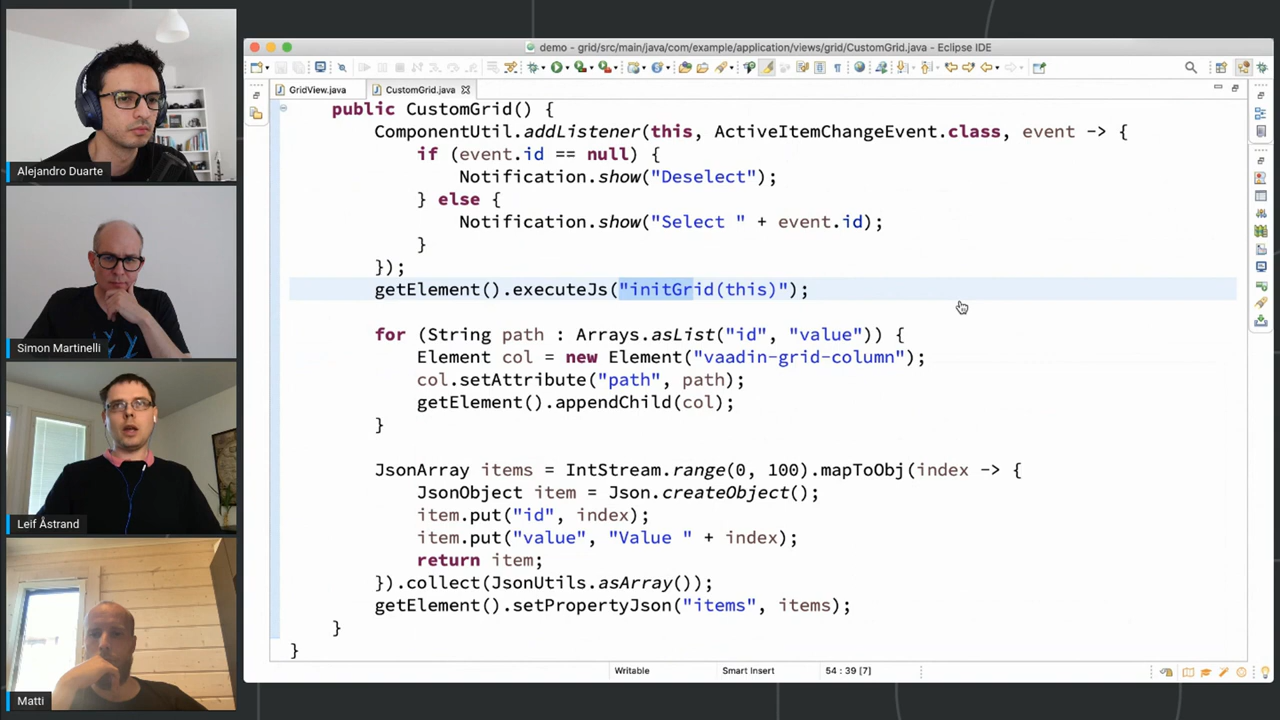 demo - grid/src/main/java/com/example/application/views/grid/CustomGrid.java - Eclipse IDE
GridView.java
CustomGrid.java
public CustomGrid() {
ComponentUtil.addListener(this, ActiveItemChangeEvent.class, event -> {
if (event.id == null) {
Notification.show("Deselect");
} else {
Notification.show("Select " + event.id);
}
});
getElement().executeJs("initGrid(this)");
for (String path : Arrays.asList("id", "value")) {
Element col = new Element("vaadin-grid-column");
col.setAttribute("path", path);
getElement().appendChild(col);
}
JsonArray items = IntStream.range(0, 100).mapToObj(index -> {
JsonObject item = Json.createObject();
item.put("id", index);
item.put("value", "Value " + index);
return item;
}).collect(JsonUtils.asArray());
getElement().setPropertyJson("items", items);
}
}
Writable
Smart Insert
54 : 39 [7]
Alejandro Duarte
Simon Martinelli
Leif Åstrand
Matti